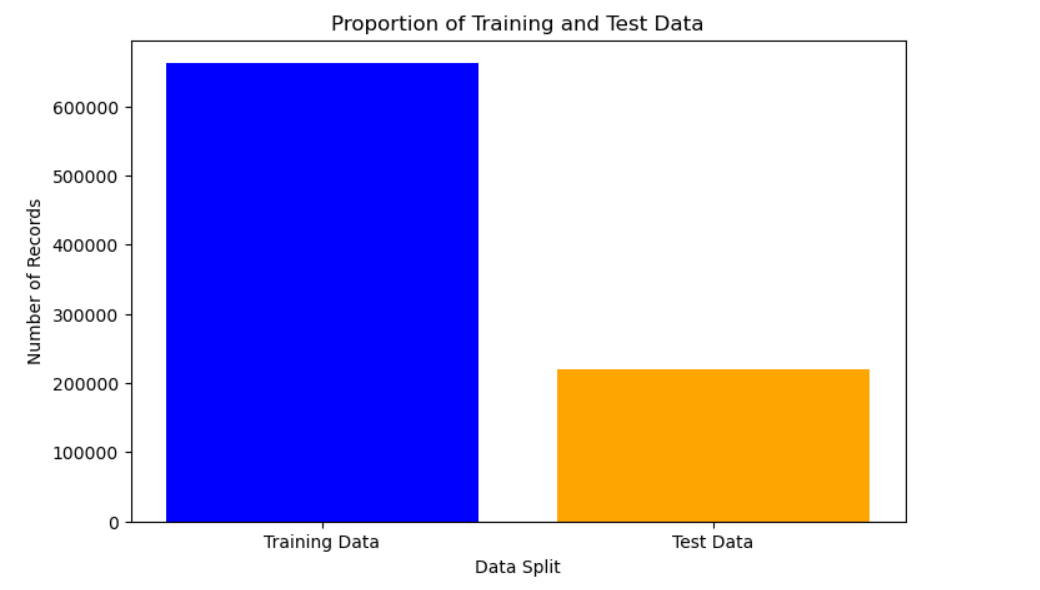 Proportion of Training and Test Data
Number of Records
600000
500000
400000
300000
200000
100000
0
Training Data
Test Data
Data Split